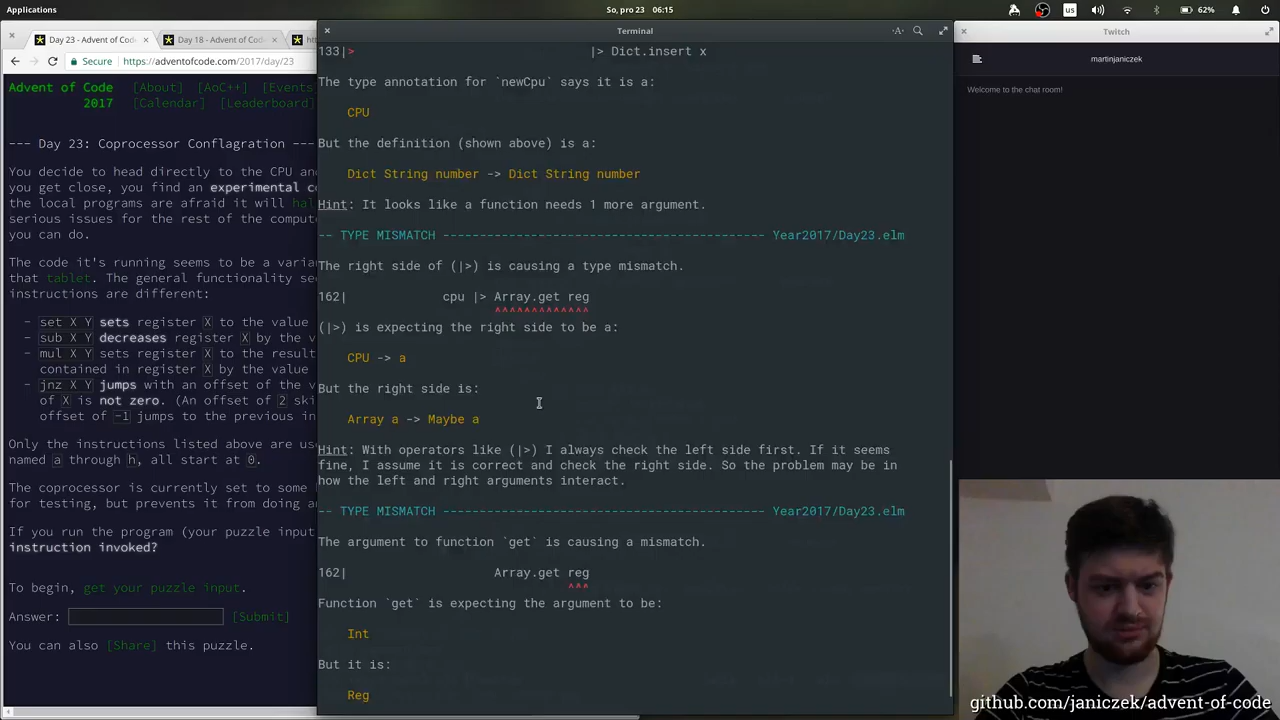 Applications
So, pro 23 06:15
us
62%
Day 23 - Advent of Cod
Day 18 - Advent of Code
Secure
https://adventofcode.com/2017/day/23
Advent of Code [About] [AoC++] [Events
2017 [Calendar] [Leaderboard]
--- Day 23: Coprocessor Conflagration ---
You decide to head directly to the CPU and
you get close, you find an experimental co
the local programs are afraid it will hal
serious issues for the rest of the compute
you can do.
The code it's running seems to be a varia
that tablet. The general functionality se
instructions are different:
- set X Y sets register X to the value
- sub X Y decreases register X by the v
- mul X Y sets register X to the result
contained in register X by the value
- jnz X Y jumps with an offset of the v
of X is not zero. (An offset of 2 ski
offset of -1 jumps to the previous in
Only the instructions listed above are use
named a through h, all start at 0.
The coprocessor is currently set to some
for testing, but prevents it from doing an
If you run the program (your puzzle input
instruction invoked?
To begin, get your puzzle input.
Answer: [Submit]
You can also [Share] this puzzle.
Terminal
133|> |> Dict.insert x
The type annotation for `newCpu` says it is a:
CPU
But the definition (shown above) is a:
Dict String number -> Dict String number
Hint: It looks like a function needs 1 more argument.
-- TYPE MISMATCH ------------------------------------------- Year2017/Day23.elm
The right side of (|>) is causing a type mismatch.
162| cpu |> Array.get reg
^^^^^^^^^^^^^
(|>) is expecting the right side to be a:
CPU -> a
But the right side is:
Array a -> Maybe a
Hint: With operators like (|>) I always check the left side first. If it seems
fine, I assume it is correct and check the right side. So the problem may be in
how the left and right arguments interact.
-- TYPE MISMATCH ------------------------------------------- Year2017/Day23.elm
The argument to function `get` is causing a mismatch.
162| Array.get reg
^^^
Function `get` is expecting the argument to be:
Int
But it is:
Reg
Twitch
martinjaniczek
Welcome to the chat room!
github.com/janiczek/advent-of-code